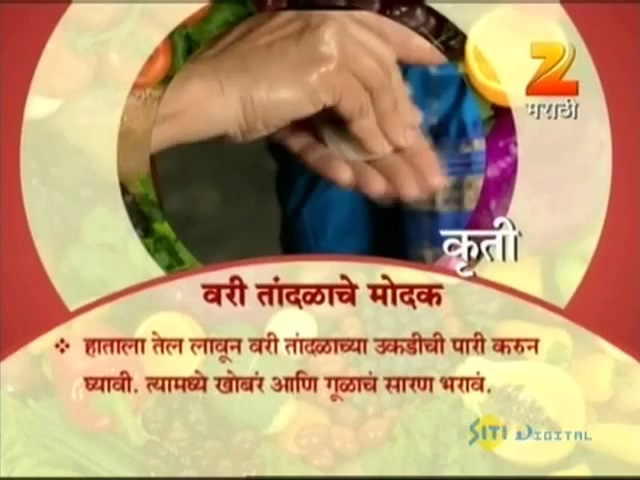 Z
मराठी
कृती
वरी तांदळाचे मोदक
❖ हाताला तेल लावून वरी तांदळाच्या उकडीची पारी करुन
घ्यावी. त्यामध्ये खोबरं आणि गूळाचं सारण भरावं.
SITI DIGITAL